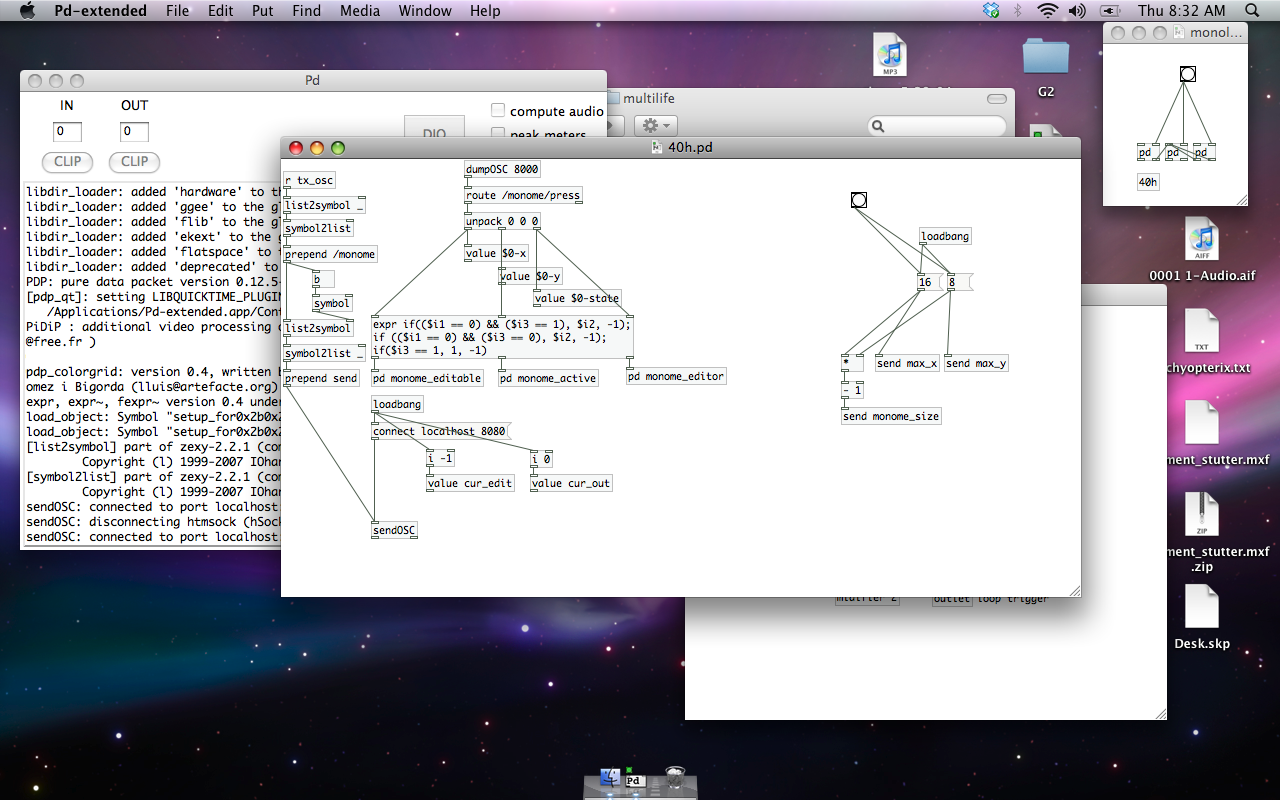 Pd-extended File Edit Put Find Media Window Help Thu 8:32 AM
monol...
MP3
G2
Pd
multilife
IN OUT
compute audio
0 0
DIO
peak meters
CLIP CLIP
40h.pd
pd pd pd
40h
libdir_loader: added 'hardware' to th
libdir_loader: added 'ggee' to the g
libdir_loader: added 'flib' to the glo
libdir_loader: added 'ekext' to the
libdir_loader: added 'flatspace' to t
libdir_loader: added 'deprecated' to
PDP: pure data packet version 0.12.5-
[pdp_qt]: setting LIBQUICKTIME_PLUGIN
/Applications/Pd-extended.app/Cont
PiDiP : additional video processing o
@free.fr )
pdp_colorgrid: version 0.4, written b
omez i Bigorda (lluis@artefacte.org)
expr, expr~, fexpr~ version 0.4 under
load_object: Symbol "setup_for0xZb0xZ
load_object: Symbol "setup_for0xZb0xZ
[list2symbol] part of zexy-2.2.1 (com
Copyright (l) 1999-2007 IOhan
[symbol2list] part of zexy-2.2.1 (com
Copyright (l) 1999-2007 IOhan
sendOSC: connected to port localhost
sendOSC: disconnecting htmsock (hSock
sendOSC: connected to port localhost
r tx_osc
list2symbol _
symbol2list
prepend /monome
b
symbol
list2symbol
symbol2list _
prepend send
dumpOSC 8000
route /monome/press
unpack 0 0 0
value $0-x
value $0-y
value $0-state
expr if(($i1 == 0) && ($i3 == 1), $i2, -1);
if (($i1 == 0) && ($i3 == 0), $i2, -1);
if($i3 == 1, 1, -1)
pd monome_editable
pd monome_active
pd monome_editor
loadbang
connect localhost 8080
i -1
i 0
value cur_edit
value cur_out
sendOSC
loadbang
16 8
*
send max_x
send max_y
- 1
send monome_size
outlet loop trigger
AIFF
0001 1-Audio.aif
TXT
chyopterix.txt
ment_stutter.mxf
ZIP
ment_stutter.mxf
.zip
Desk.skp
Pd